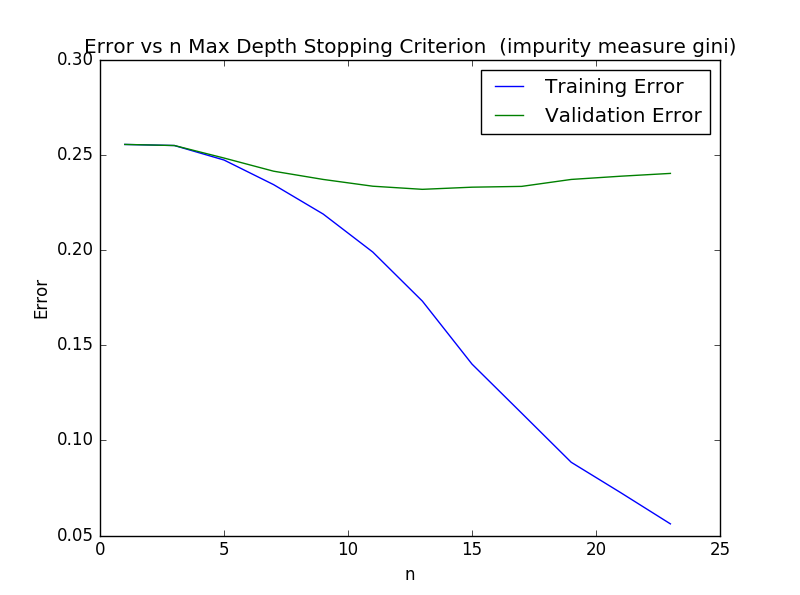 Error vs n Max Depth Stopping Criterion  (impurity measure gini)
0.30
Training Error
Validation Error
0.25
0.20
0.15
0.10
0.05
Error
0
5
10
15
20
25
n